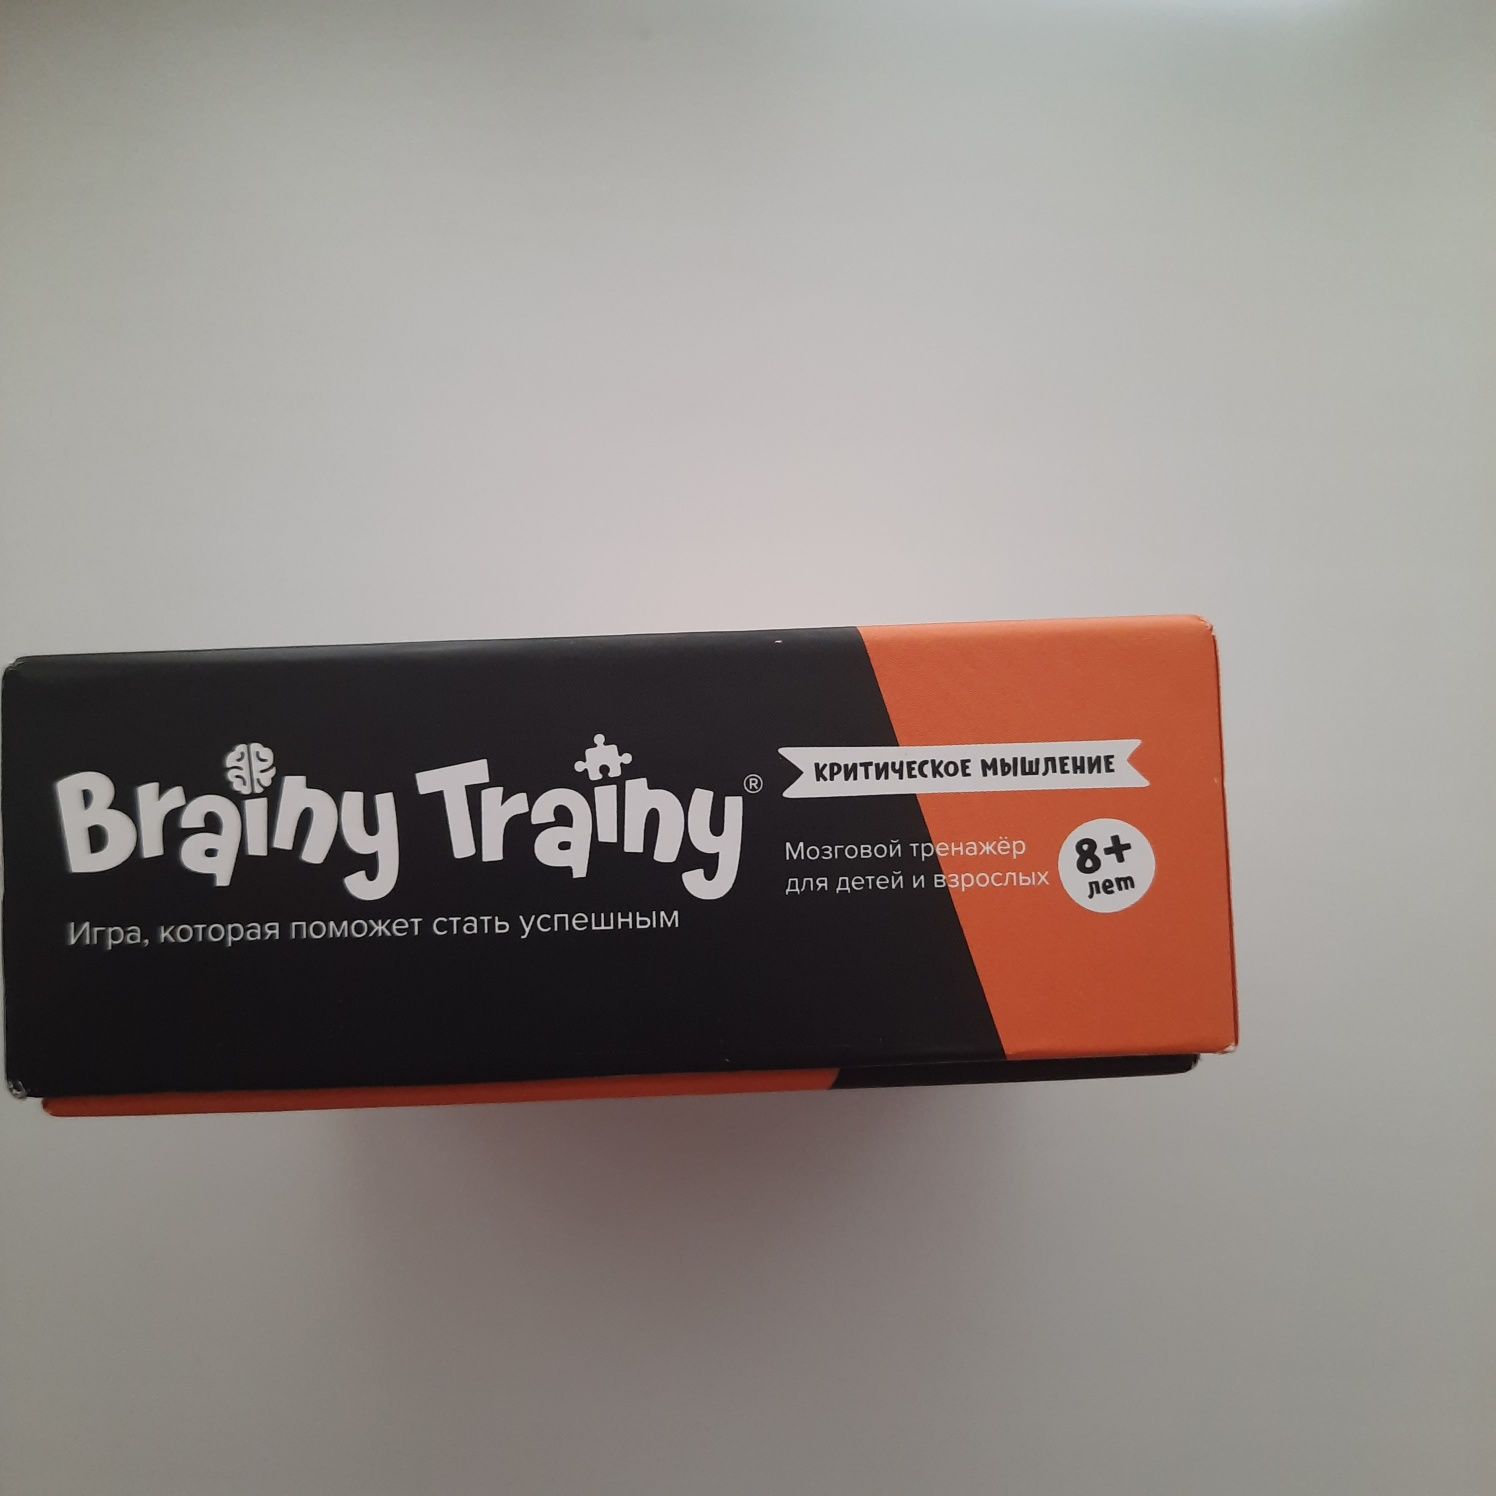 Brainy Trainy®
Игра, которая поможет стать успешным
КРИТИЧЕСКОЕ МЫШЛЕНИЕ
Мозговой тренажёр
для детей и взрослых
8+
лет